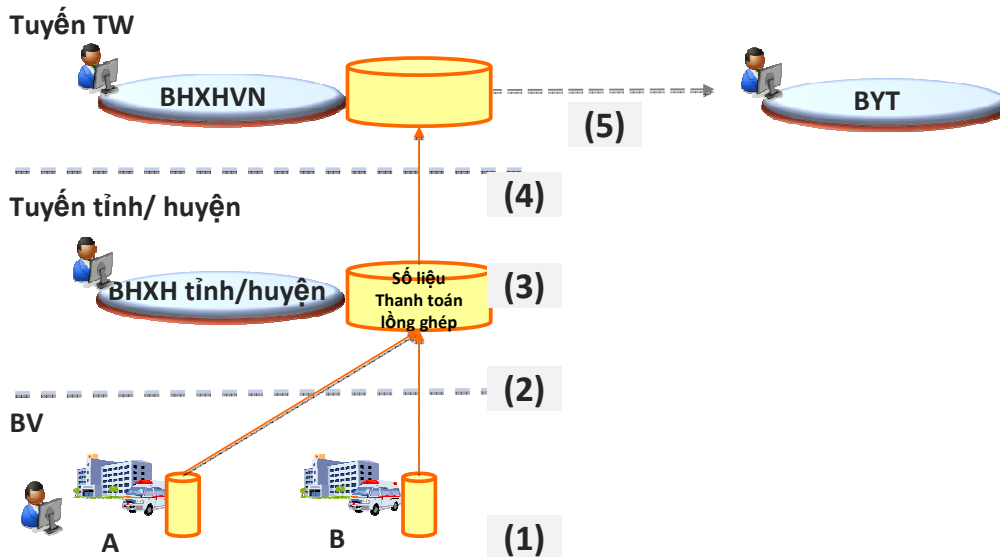 Tuyến TW
BHXHVN
BYT
(5)
(4)
Tuyến tỉnh/ huyện
BHXH tỉnh/huyện
Số liệu
Thanh toán
lồng ghép
(3)
(2)
BV
A
B
(1)